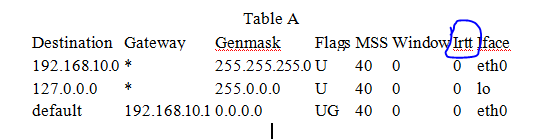 Table A
Destination Gateway Genmask Flags MSS Window Irtt Iface
192.168.10.0 * 255.255.255.0 U 40 0 0 eth0
127.0.0.0 * 255.0.0.0 U 40 0 0 lo
default 192.168.10.1 0.0.0.0 UG 40 0 0 eth0